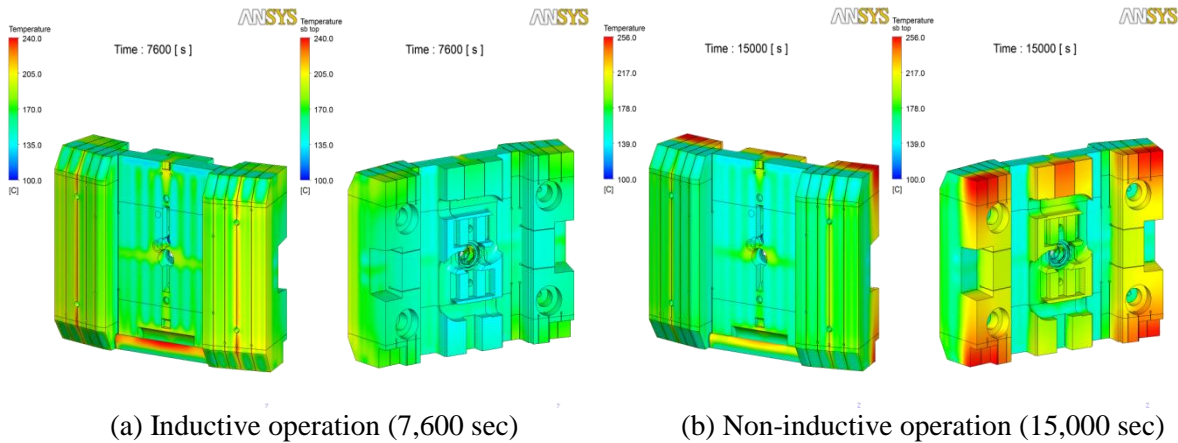 ANSYS
Temperature
240.0
205.0
170.0
135.0
100.0
[C]
Time : 7600 [ s ]
ANSYS
Temperature
sb top
240.0
205.0
170.0
135.0
100.0
[C]
Time : 7600 [ s ]
ANSYS
Temperature
256.0
217.0
178.0
139.0
100.0
[C]
Time : 15000 [ s ]
ANSYS
Temperature
sb top
256.0
217.0
178.0
139.0
100.0
[C]
Time : 15000 [ s ]
(a) Inductive operation (7,600 sec)
(b) Non-inductive operation (15,000 sec)